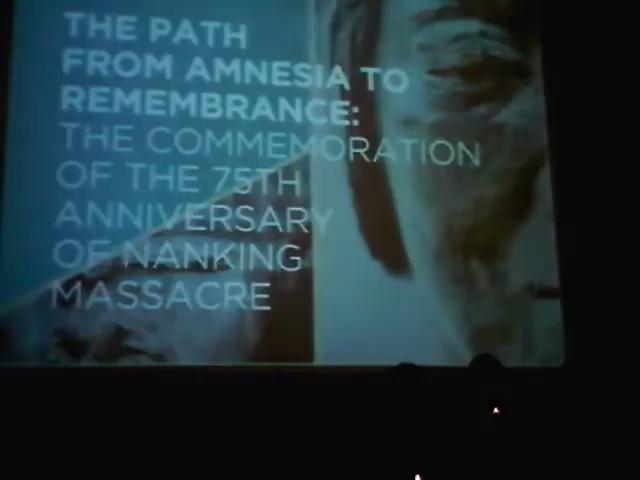 THE PATH
FROM AMNESIA TO
REMEMBRANCE:
THE COMMEMORATION
OF THE 75TH
ANNIVERSARY
OF NANKING
MASSACRE